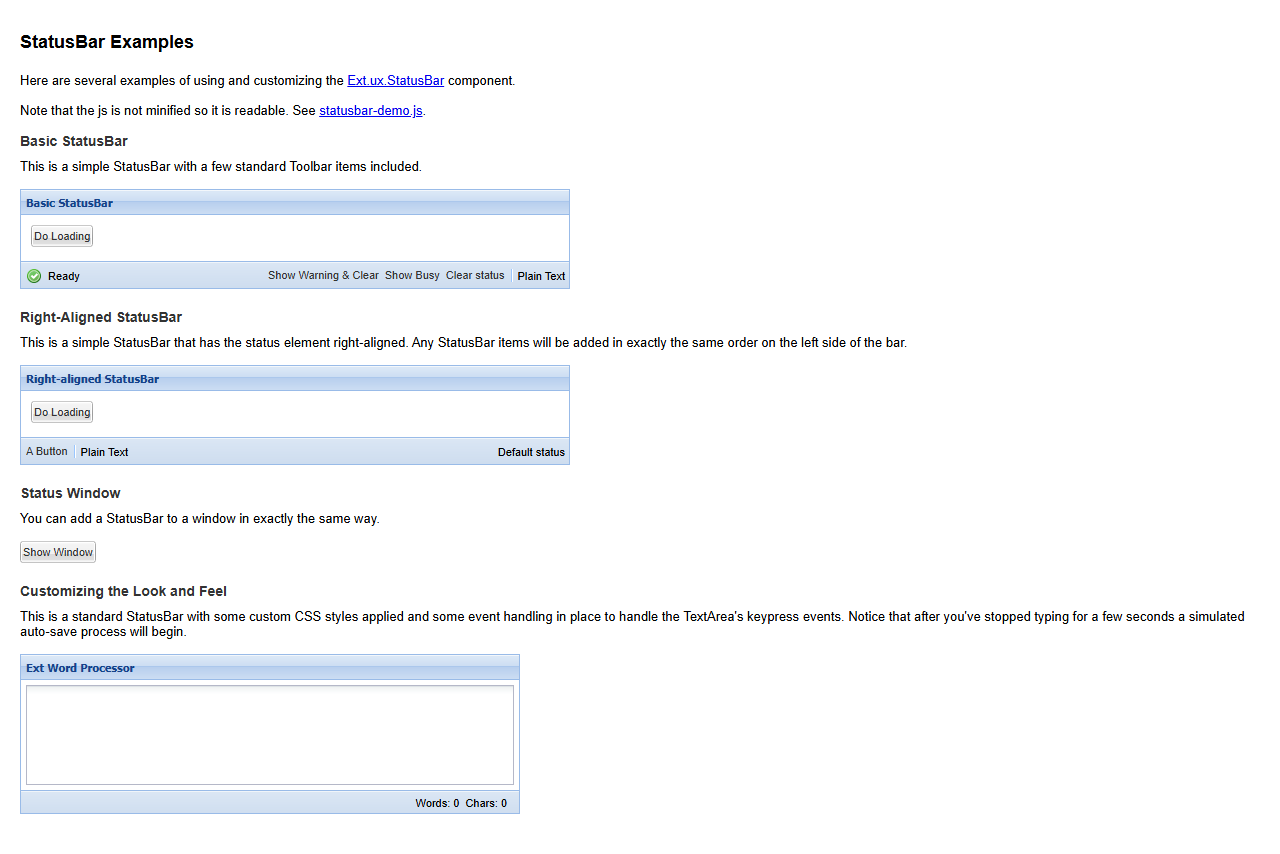 StatusBar Examples
Here are several examples of using and customizing the Ext.ux.StatusBar component.
Note that the js is not minified so it is readable. See statusbar-demo.js.
Basic StatusBar
This is a simple StatusBar with a few standard Toolbar items included.
Basic StatusBar
Do Loading
Ready Show Warning & Clear Show Busy Clear status Plain Text
Right-Aligned StatusBar
This is a simple StatusBar that has the status element right-aligned. Any StatusBar items will be added in exactly the same order on the left side of the bar.
Right-aligned StatusBar
Do Loading
A Button Plain Text Default status
Status Window
You can add a StatusBar to a window in exactly the same way.
Show Window
Customizing the Look and Feel
This is a standard StatusBar with some custom CSS styles applied and some event handling in place to handle the TextArea's keypress events. Notice that after you've stopped typing for a few seconds a simulated
auto-save process will begin.
Ext Word Processor
Words: 0 Chars: 0